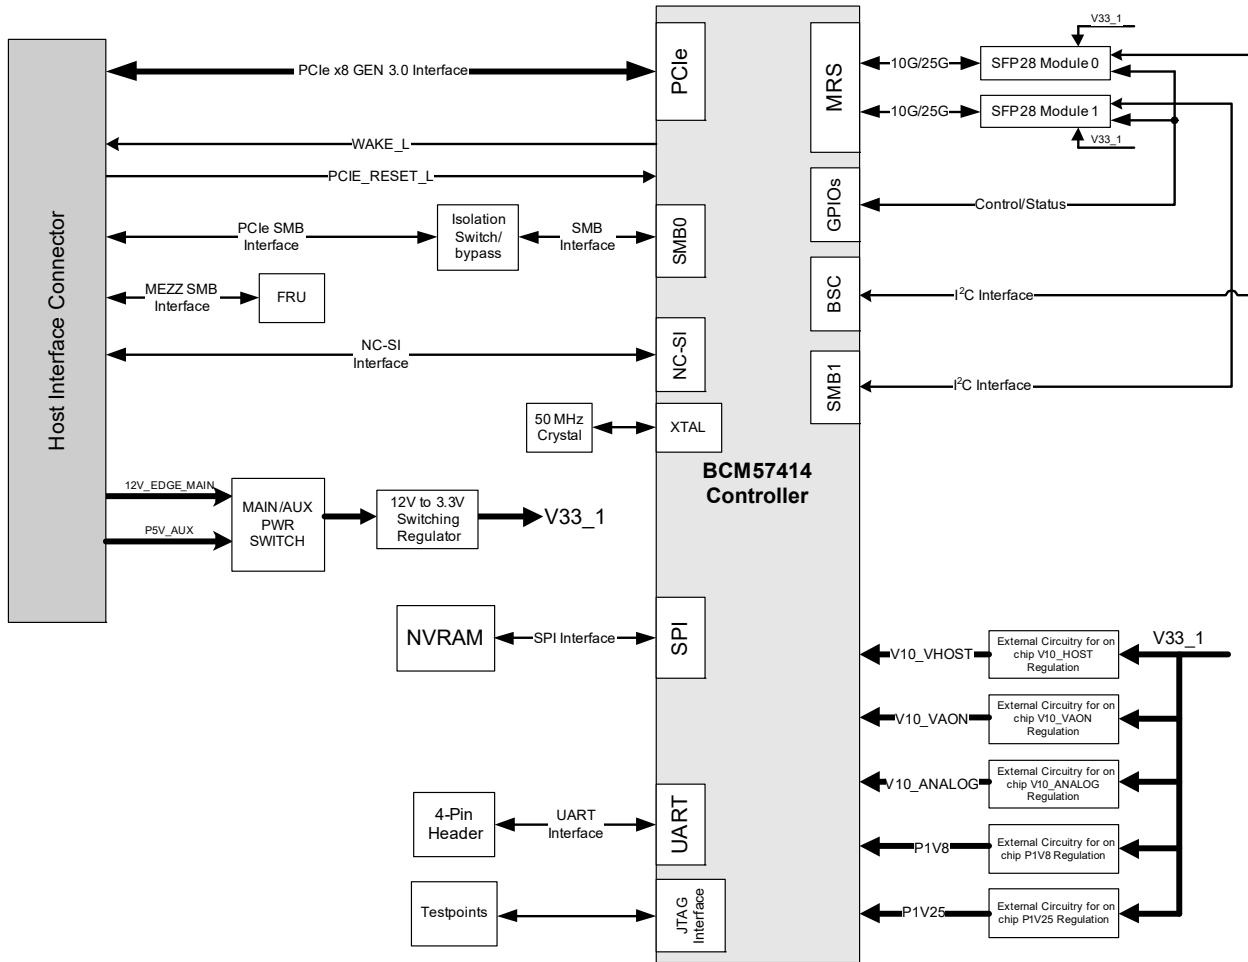 Host Interface Connector
PCIe x8 GEN 3.0 Interface
WAKE_L
PCIE_RESET_L
PCIe SMB
Interface
Isolation
Switch/
bypass
SMB
Interface
MEZZ SMB
Interface
FRU
NC-SI
Interface
50 MHz
Crystal
12V_EDGE_MAIN
P5V_AUX
MAIN/AUX
PWR
SWITCH
12V to 3.3V
Switching
Regulator
V33_1
NVRAM
SPI Interface
4-Pin
Header
UART
Interface
Testpoints
PCIe
SMB0
NC-SI
XTAL
SPI
UART
JTAG
Interface
BCM57414
Controller
MRS
GPIOs
BSC
SMB1
10G/25G
SFP28 Module 0
V33_1
10G/25G
SFP28 Module 1
V33_1
Control/Status
I²C Interface
I²C Interface
V33_1
V10_VHOST
External Circuitry for on
chip V10_HOST
Regulation
V10_VAON
External Circuitry for on
chip V10_VAON
Regulation
V10_ANALOG
External Circuitry for on
chip V10_ANALOG
Regulation
P1V8
External Circuitry for on
chip P1V8 Regulation
P1V25
External Circuitry for on
chip P1V25 Regulation